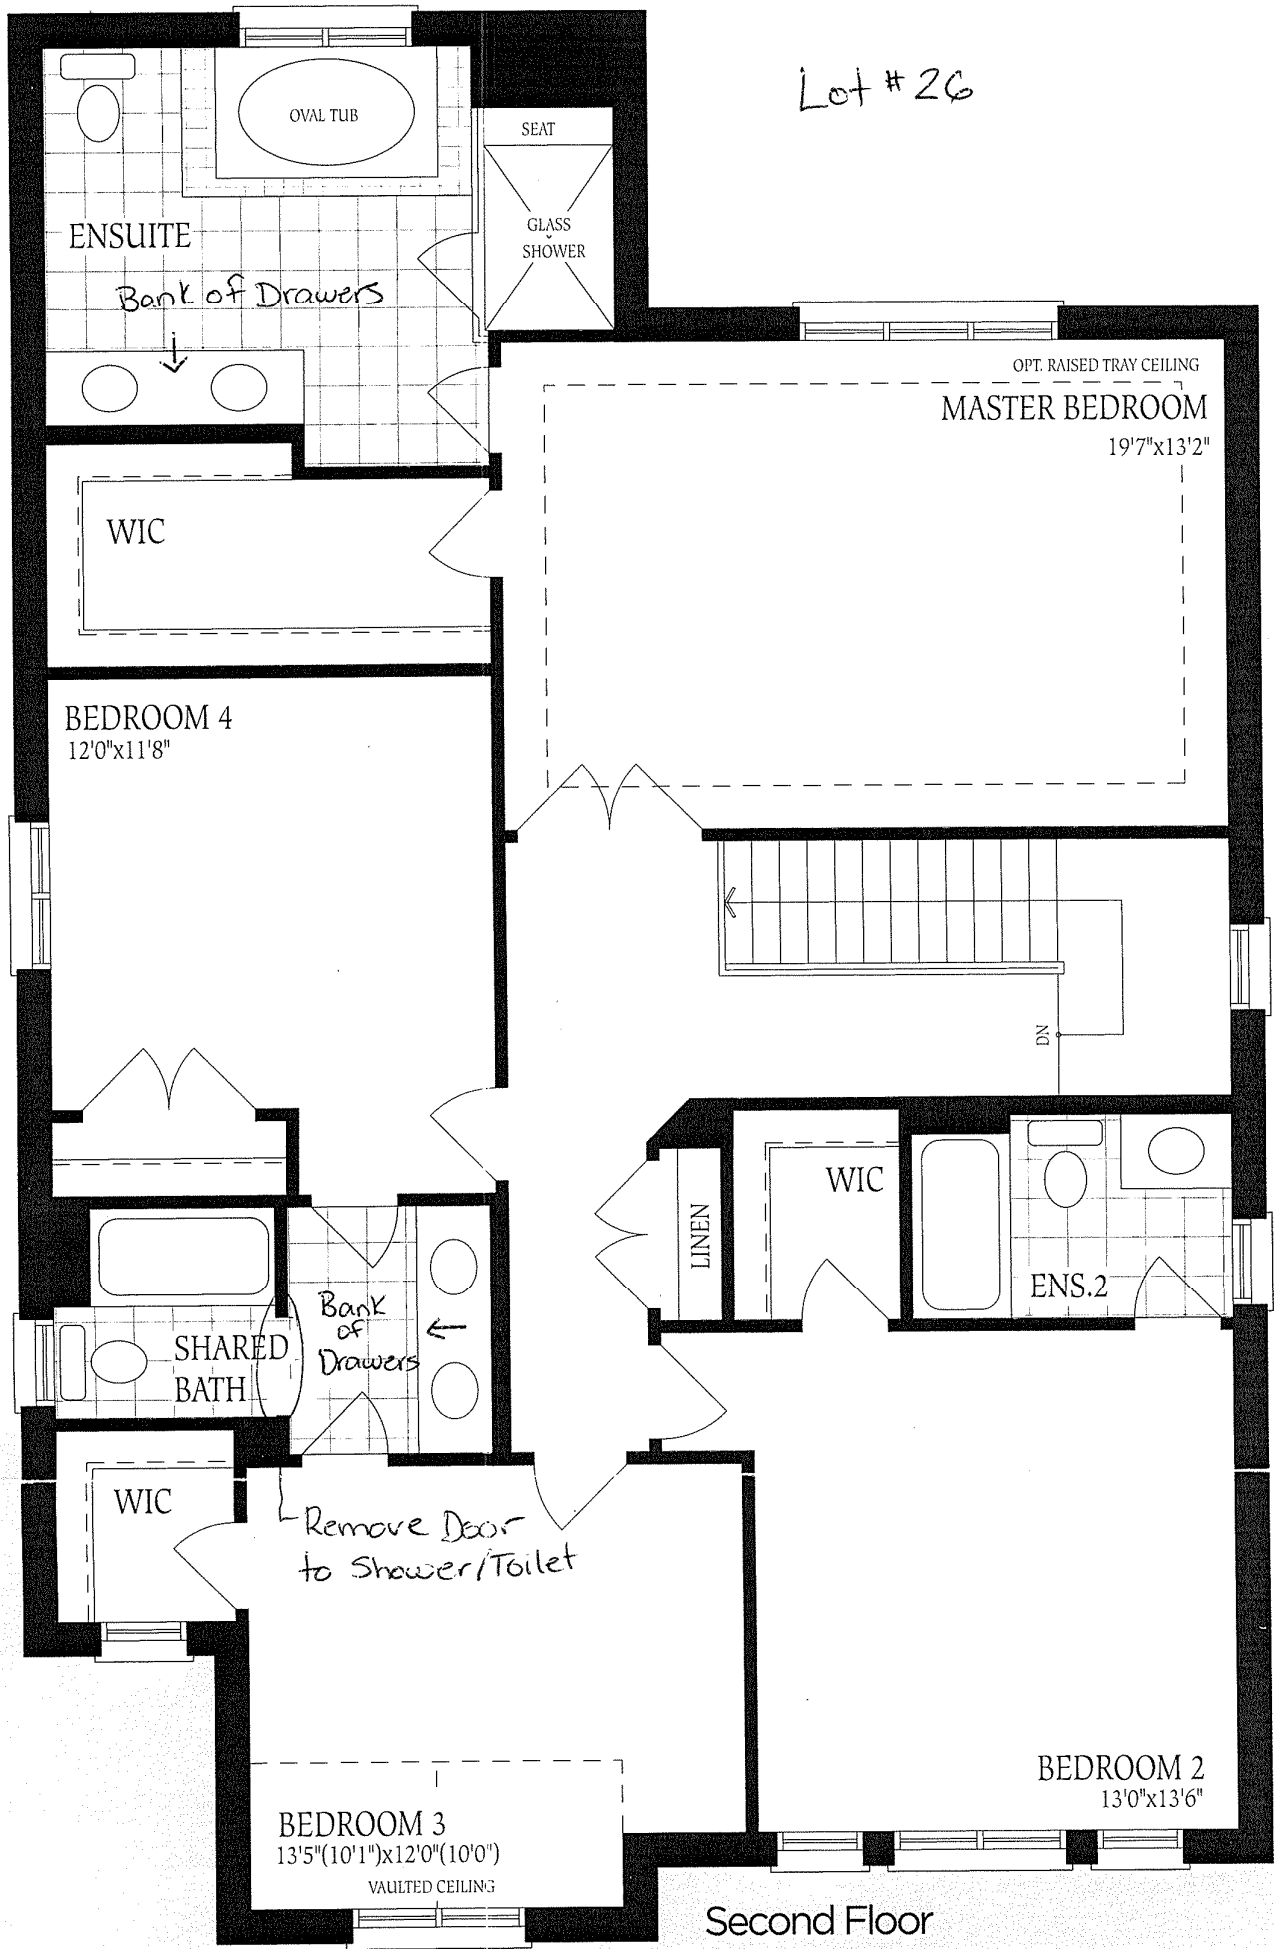 Lot # 26
OVAL TUB
SEAT
GLASS
SHOWER
ENSUITE
Bank of Drawers
OPT. RAISED TRAY CEILING
MASTER BEDROOM
19'7"x13'2"
WIC
BEDROOM 4
12'0"x11'8"
DN
WIC
LINEN
ENS.2
Bank
of
Drawers
SHARED
BATH
WIC
Remove Door
to Shower/Toilet
BEDROOM 2
13'0"x13'6"
BEDROOM 3
13'5"(10'1")x12'0"(10'0")
VAULTED CEILING
Second Floor